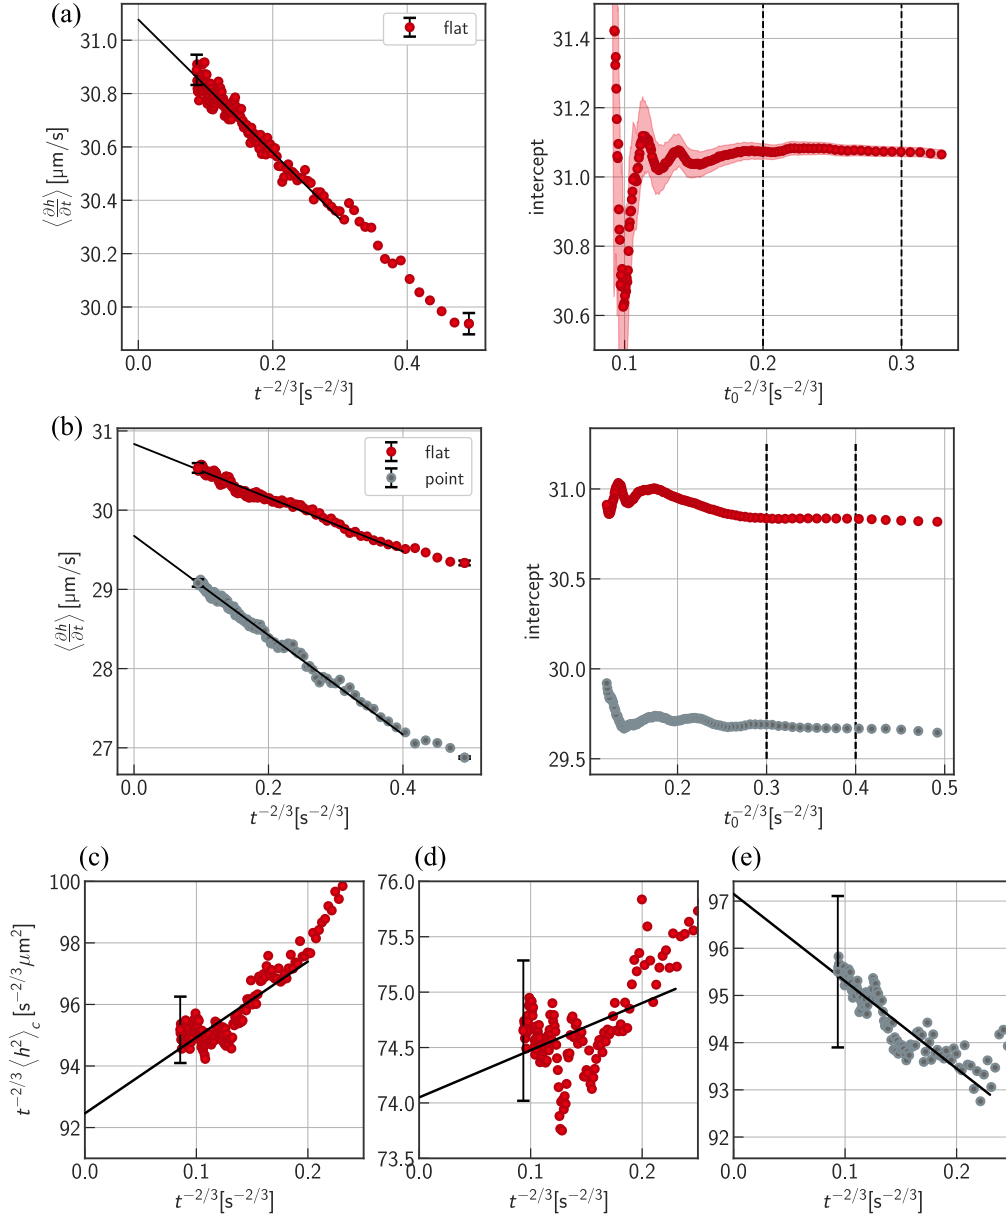 (a)
31.0
30.8
30.6
30.4
30.2
30.0
0.0 0.2 0.4
⟨∂h/∂t⟩ [µm/s]
t^{-2/3}[s^{-2/3}]
flat
31.4
31.2
31.0
30.8
30.6
0.1 0.2 0.3
intercept
t_0^{-2/3}[s^{-2/3}]
(b)
31
30
29
28
27
0.0 0.2 0.4
⟨∂h/∂t⟩ [µm/s]
t^{-2/3}[s^{-2/3}]
flat
point
31.0
30.5
30.0
29.5
0.2 0.3 0.4 0.5
intercept
t_0^{-2/3}[s^{-2/3}]
(c)
100
98
96
94
92
0.0 0.1 0.2
t^{-2/3} ⟨h^2⟩_c [s^{-2/3}µm^2]
t^{-2/3}[s^{-2/3}]
(d)
76.0
75.5
75.0
74.5
74.0
73.5
0.0 0.1 0.2
t^{-2/3}[s^{-2/3}]
(e)
97
96
95
94
93
92
0.0 0.1 0.2
t^{-2/3}[s^{-2/3}]